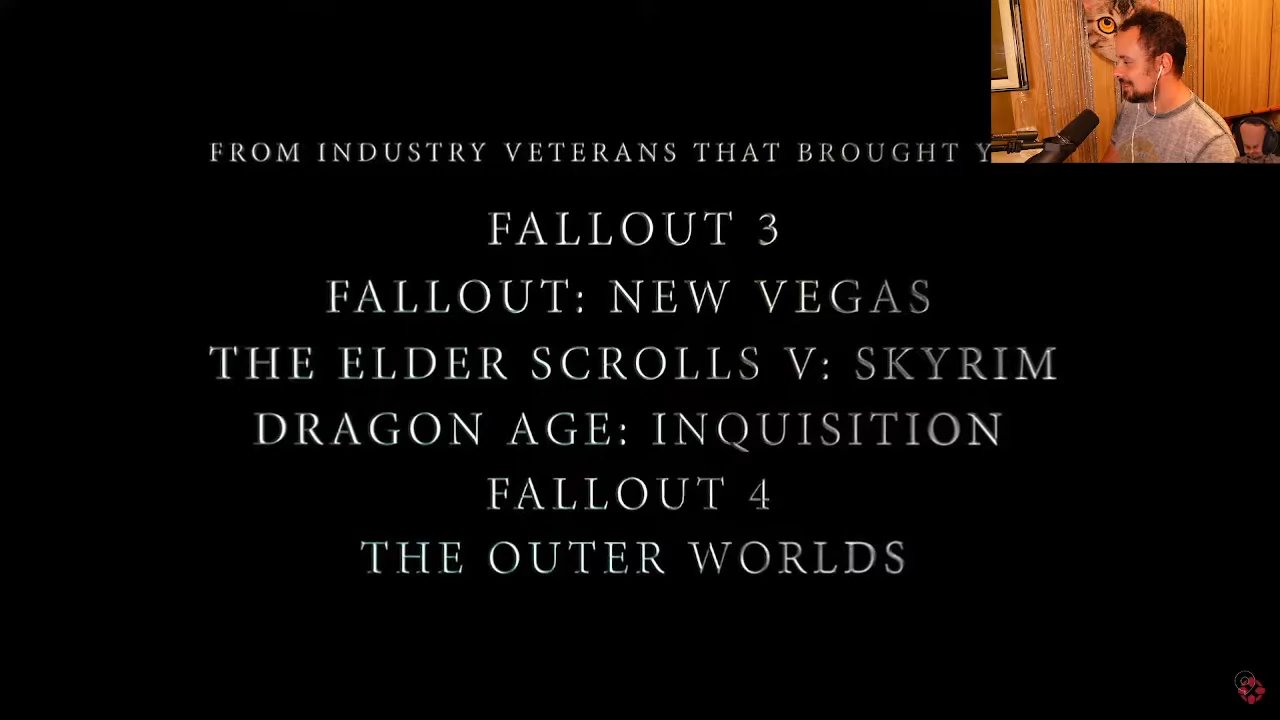 FROM INDUSTRY VETERANS THAT BROUGHT Y
FALLOUT 3
FALLOUT: NEW VEGAS
THE ELDER SCROLLS V: SKYRIM
DRAGON AGE: INQUISITION
FALLOUT 4
THE OUTER WORLDS